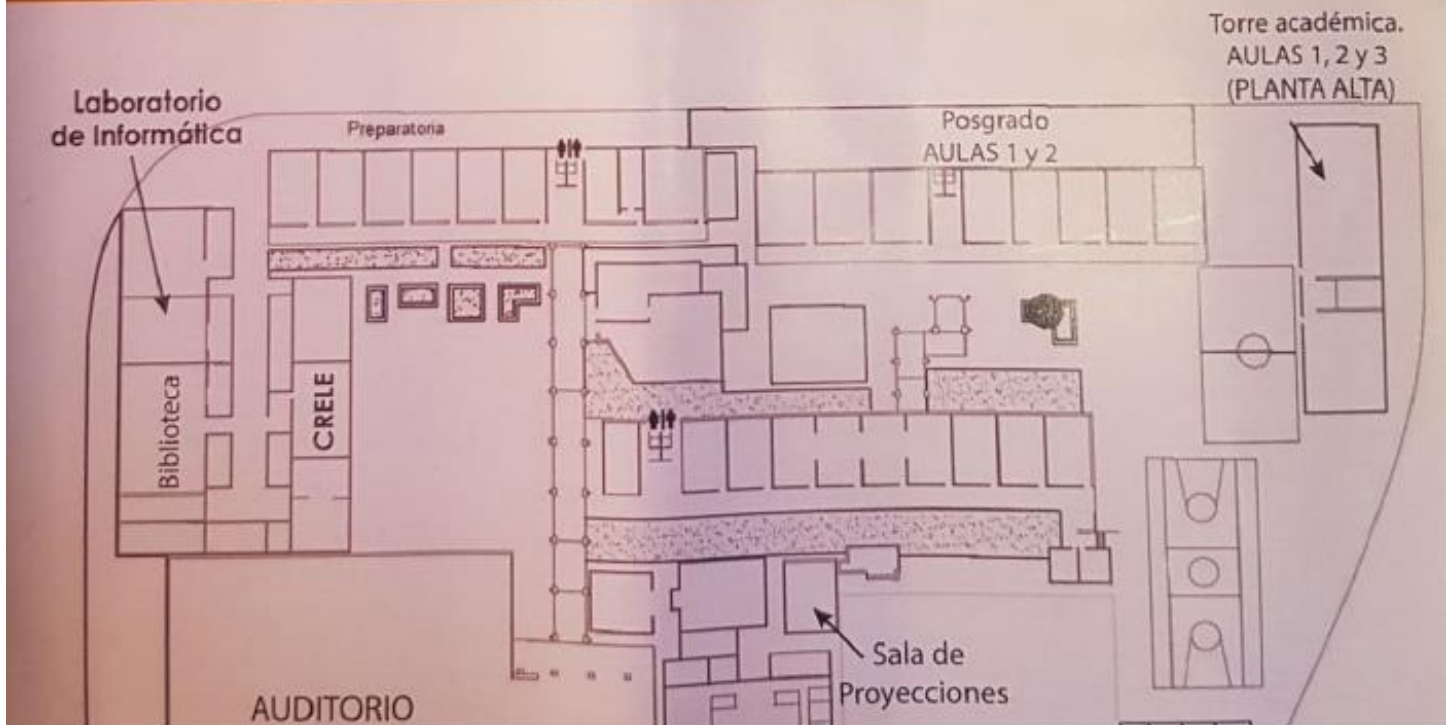 Torre académica.
AULAS 1, 2 y 3
(PLANTA ALTA)
Laboratorio
de Informática
Preparatoria
Posgrado
AULAS 1 y 2
Biblioteca
CRELE
Sala de
Proyecciones
AUDITORIO